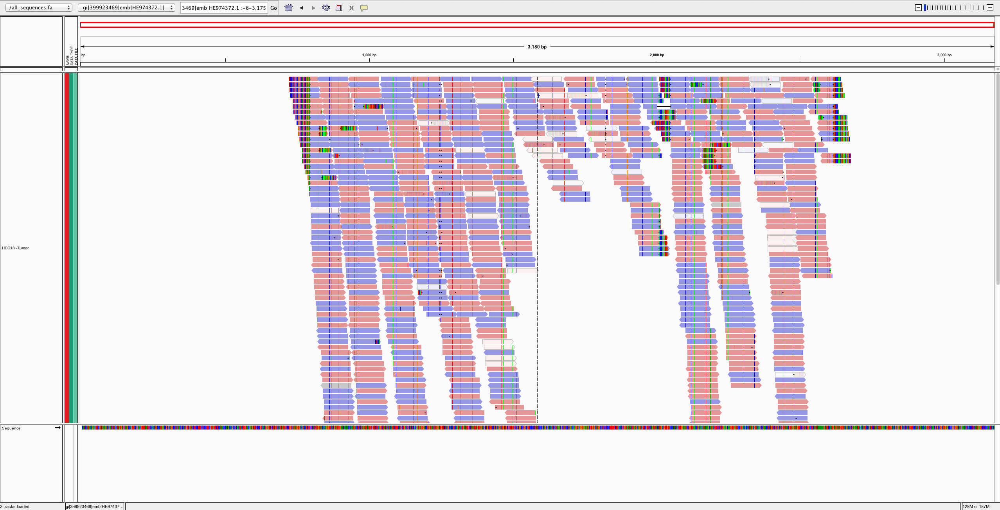 /all_sequences.fa
gi|399923469|emb|HE974372.1|
3469|emb|HE974372.1|:-6-3,175
Go
NAME
DATA TYPE
DATA FILE
3,180 bp
bp
1,000 bp
2,000 bp
3,000 bp
HCC18 -Tumor
Sequence
2 tracks loaded
gi|399923469|emb|HE97437...
128M of 187M